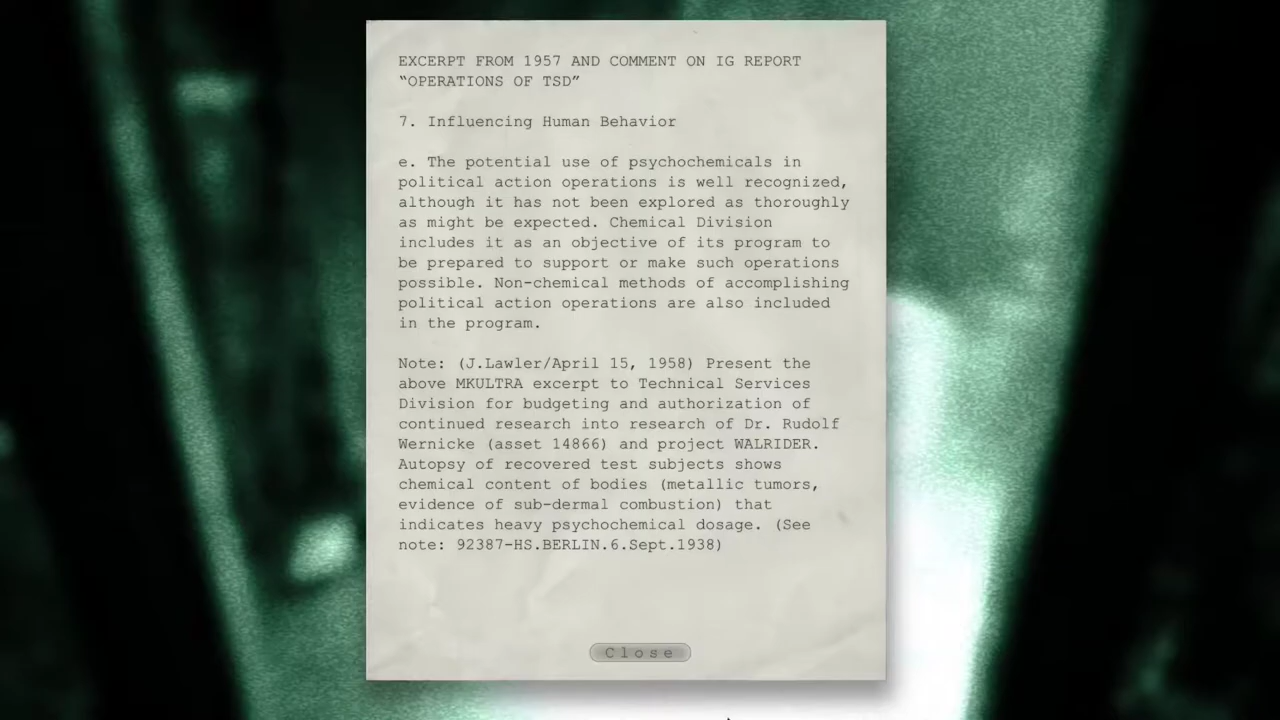 EXCERPT FROM 1957 AND COMMENT ON IG REPORT
“OPERATIONS OF TSD”
7. Influencing Human Behavior
e. The potential use of psychochemicals in
political action operations is well recognized,
although it has not been explored as thoroughly
as might be expected. Chemical Division
includes it as an objective of its program to
be prepared to support or make such operations
possible. Non-chemical methods of accomplishing
political action operations are also included
in the program.
Note: (J.Lawler/April 15, 1958) Present the
above MKULTRA excerpt to Technical Services
Division for budgeting and authorization of
continued research into research of Dr. Rudolf
Wernicke (asset 14866) and project WALRIDER.
Autopsy of recovered test subjects shows
chemical content of bodies (metallic tumors,
evidence of sub-dermal combustion) that
indicates heavy psychochemical dosage. (See
note: 92387-HS.BERLIN.6.Sept.1938)
Close